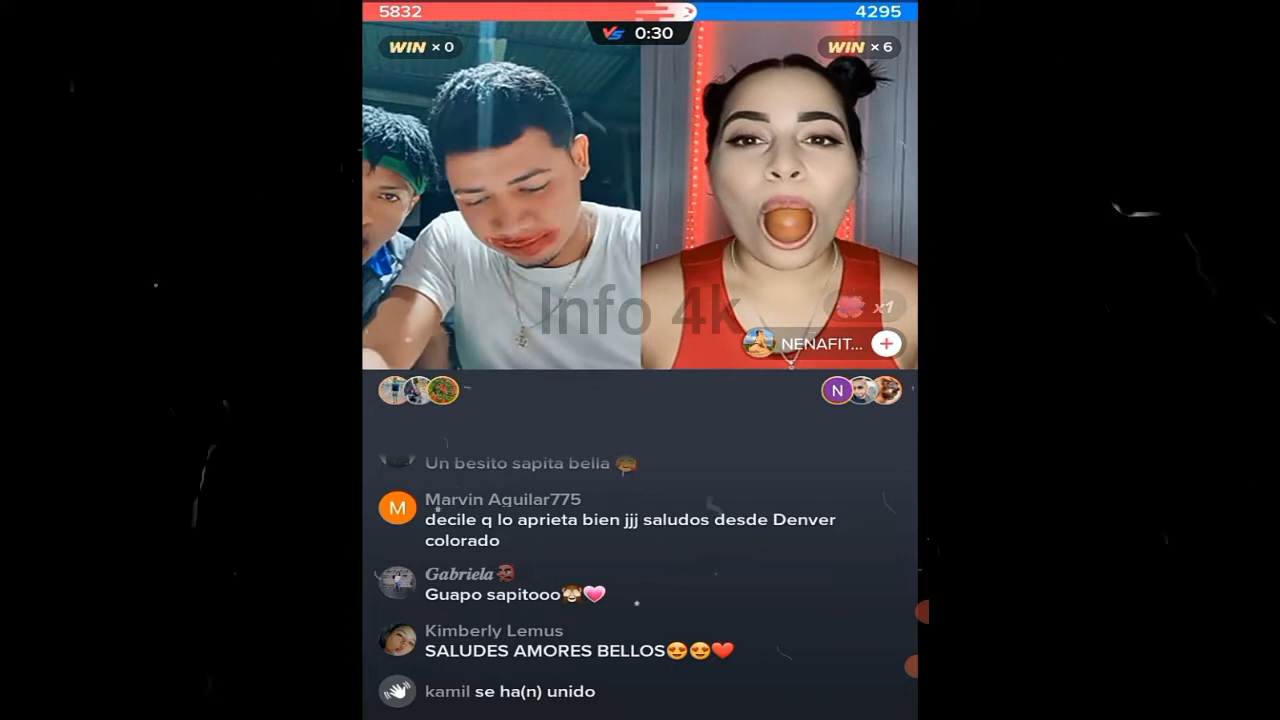 5832
4295
VS 0:30
WIN × 0
WIN × 6
Info 4k
x1
NENAFIT...
N
Un besito sapita bella
M
Marvin Aguilar775
decile q lo aprieta bien jjj saludos desde Denver
colorado
Gabriela
Guapo sapitooo
Kimberly Lemus
SALUDES AMORES BELLOS
kamil se ha(n) unido